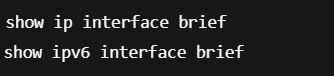 show ip interface brief
show ipv6 interface brief